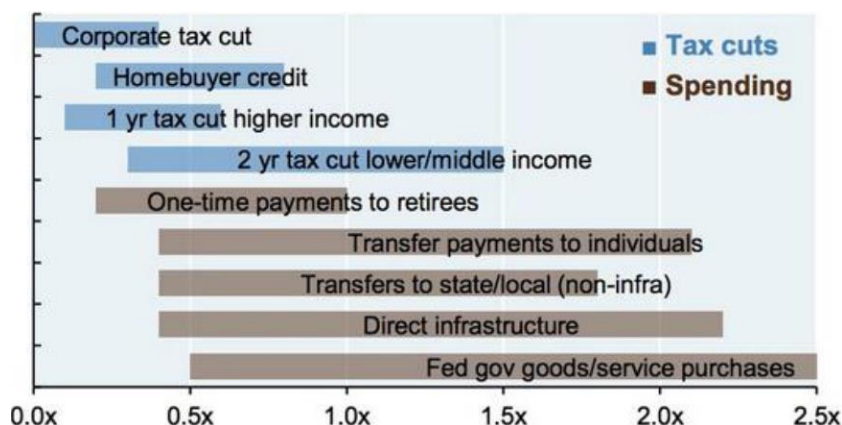 Corporate tax cut
■ Tax cuts
Homebuyer credit
■ Spending
1 yr tax cut higher income
2 yr tax cut lower/middle income
One-time payments to retirees
Transfer payments to individuals
Transfers to state/local (non-infra)
Direct infrastructure
Fed gov goods/service purchases
0.0x 0.5x 1.0x 1.5x 2.0x 2.5x